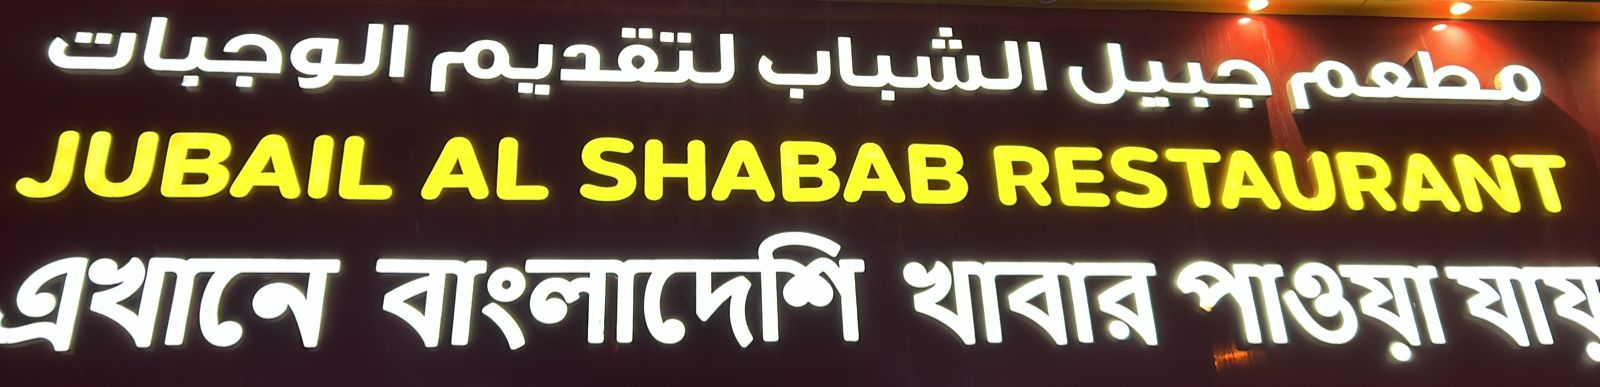 مطعم جبيل الشباب لتقديم الوجبات
JUBAIL AL SHABAB RESTAURANT
এখানে বাংলাদেশি খাবার পাওয়া যায়